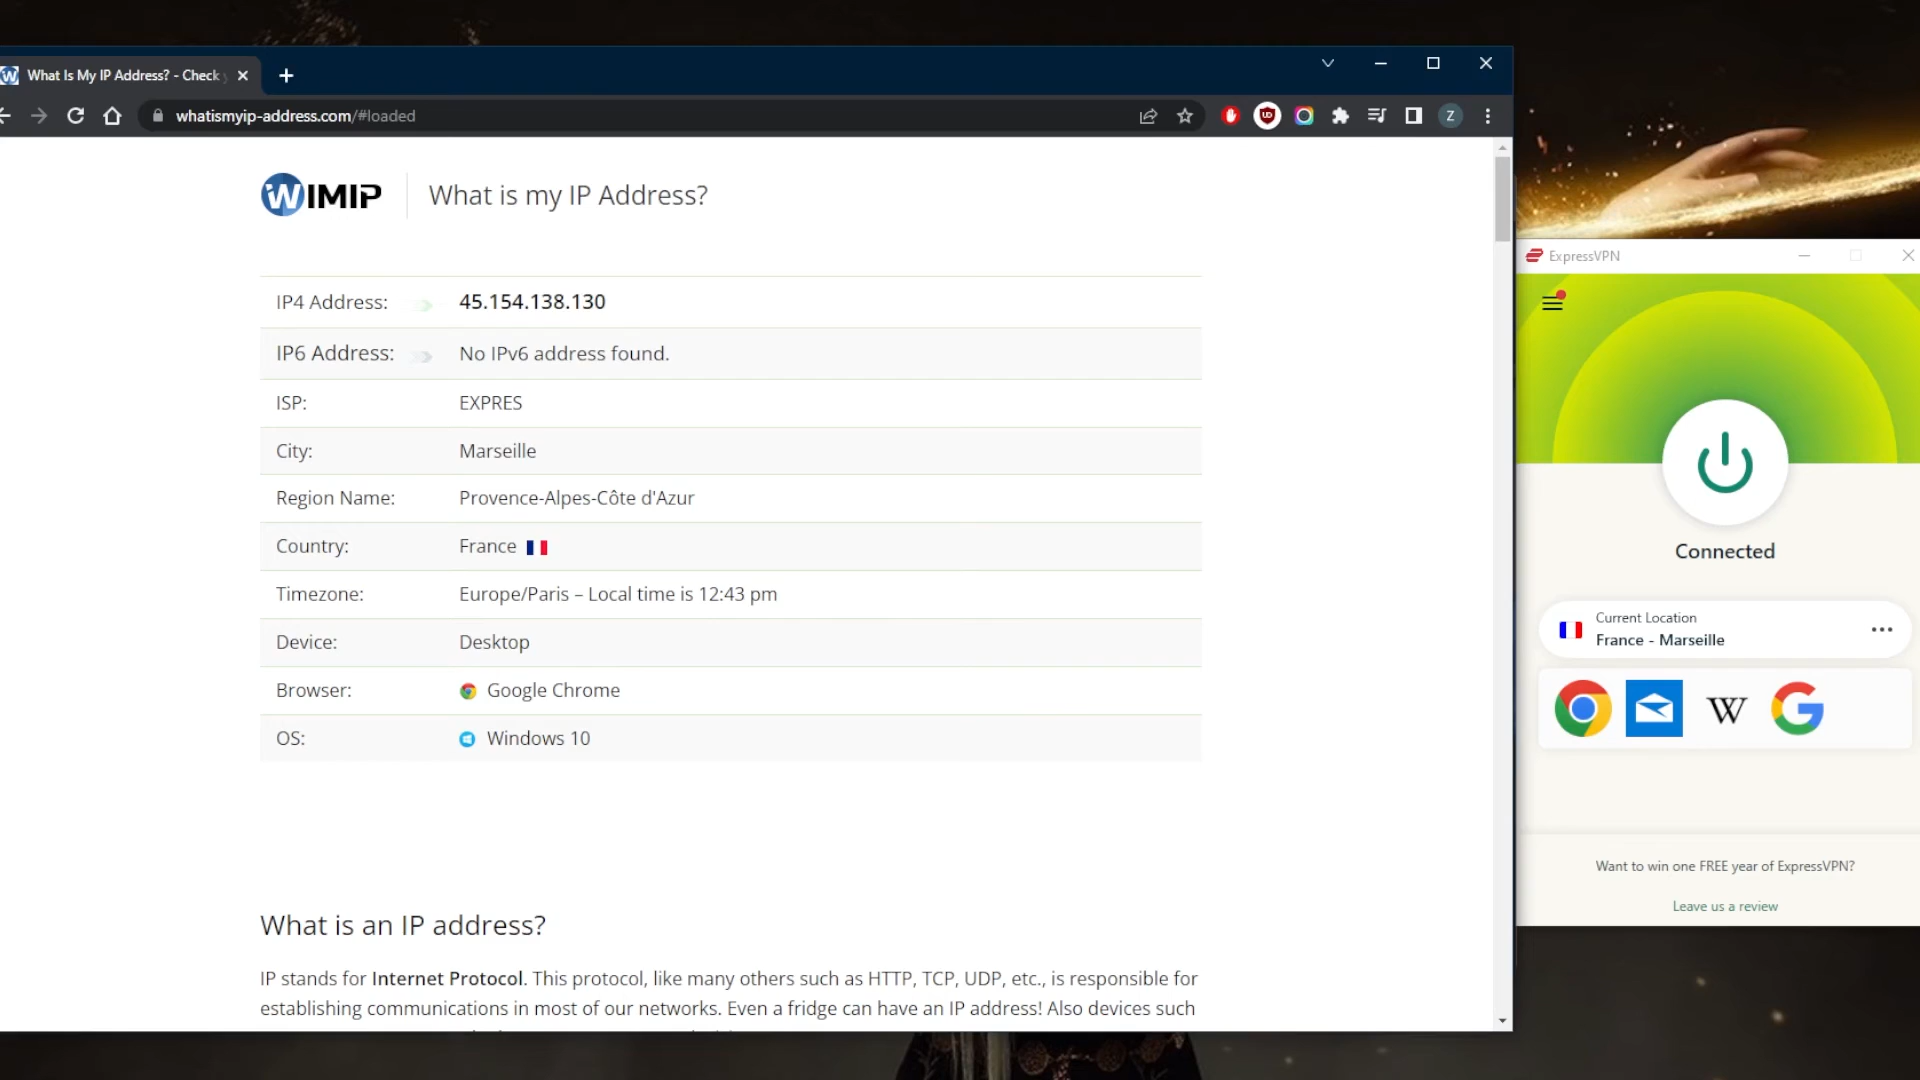 What Is My IP Address? - Check
whatismyip-address.com/#loaded
Z
WIMIP
What is my IP Address?
IP4 Address: 45.154.138.130
IP6 Address: No IPv6 address found.
ISP: EXPRES
City: Marseille
Region Name: Provence-Alpes-Côte d'Azur
Country: France
Timezone: Europe/Paris – Local time is 12:43 pm
Device: Desktop
Browser: Google Chrome
OS: Windows 10
What is an IP address?
IP stands for Internet Protocol. This protocol, like many others such as HTTP, TCP, UDP, etc., is responsible for
establishing communications in most of our networks. Even a fridge can have an IP address! Also devices such
ExpressVPN
Connected
Current Location
France - Marseille
W
G
Want to win one FREE year of ExpressVPN?
Leave us a review